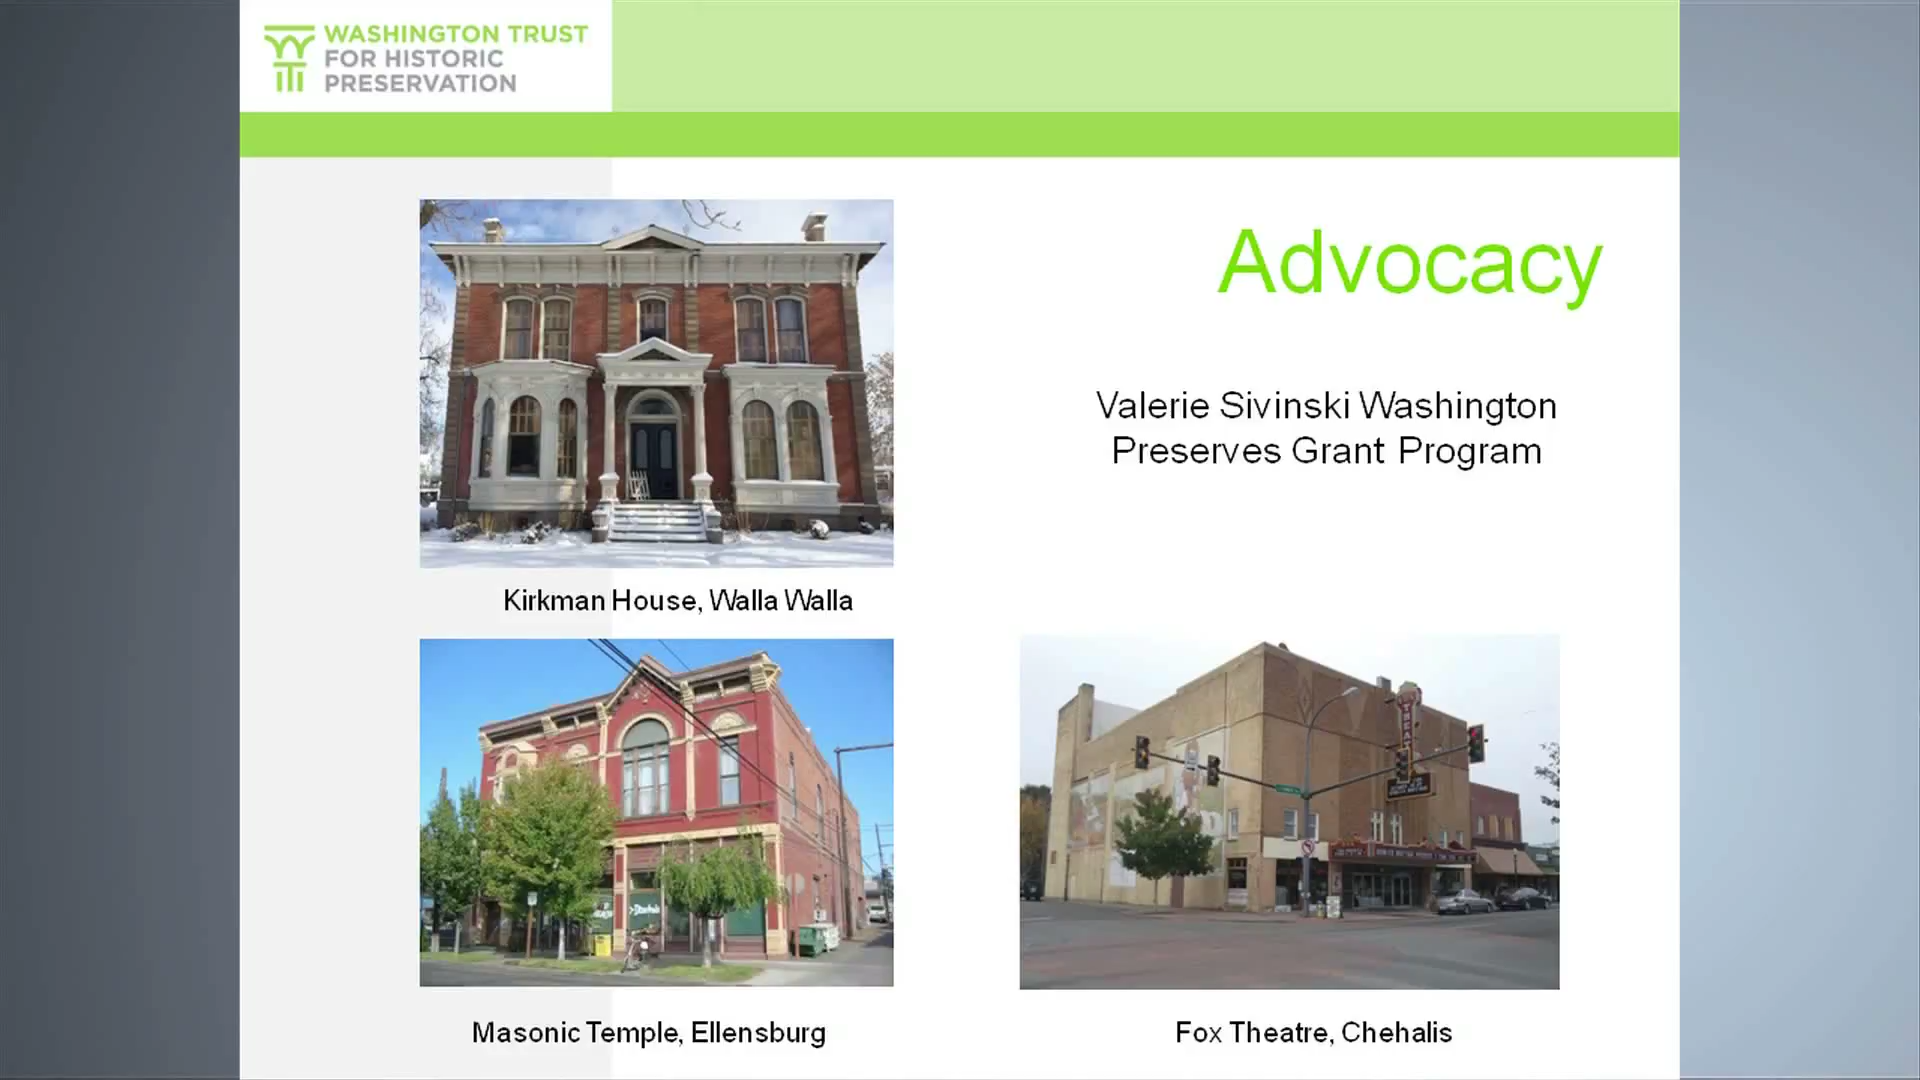 WASHINGTON TRUST
FOR HISTORIC
PRESERVATION
Advocacy
Valerie Sivinski Washington
Preserves Grant Program
Kirkman House, Walla Walla
Masonic Temple, Ellensburg
Fox Theatre, Chehalis